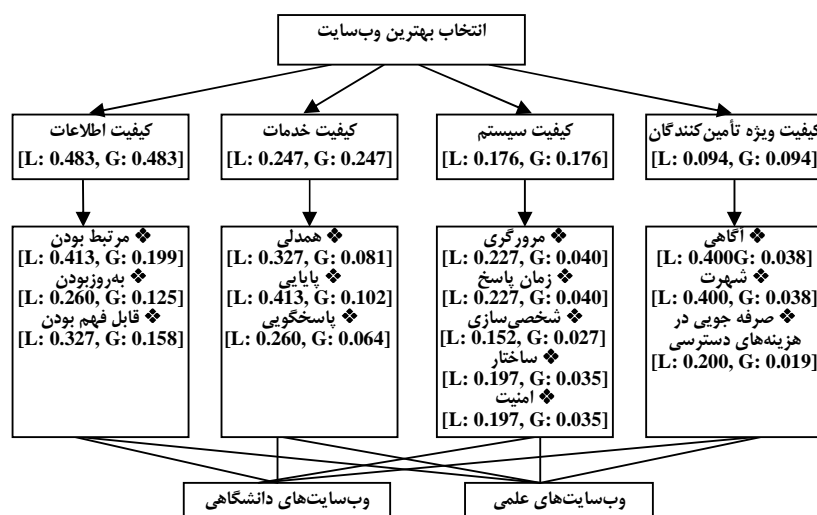 انتخاب بهترین وب‌سایت
کیفیت اطلاعات
[L: 0.483, G: 0.483]
کیفیت خدمات
[L: 0.247, G: 0.247]
کیفیت سیستم
[L: 0.176, G: 0.176]
کیفیت ویژه تأمین‌کنندگان
[L: 0.094, G: 0.094]
❖ مرتبط بودن
[L: 0.413, G: 0.199]
❖ به‌روزبودن
[L: 0.260, G: 0.125]
❖ قابل فهم بودن
[L: 0.327, G: 0.158]
❖ همدلی
[L: 0.327, G: 0.081]
❖ پایایی
[L: 0.413, G: 0.102]
❖ پاسخگویی
[L: 0.260, G: 0.064]
❖ مرورگری
[L: 0.227, G: 0.040]
❖ زمان پاسخ
[L: 0.227, G: 0.040]
❖ شخصی‌سازی
[L: 0.152, G: 0.027]
❖ ساختار
[L: 0.197, G: 0.035]
❖ امنیت
[L: 0.197, G: 0.035]
❖ آگاهی
[L: 0.400G: 0.038]
❖ شهرت
[L: 0.400, G: 0.038]
❖ صرفه جویی در
هزینه‌های دسترسی
[L: 0.200, G: 0.019]
وب‌سایت‌های دانشگاهی
وب‌سایت‌های علمی